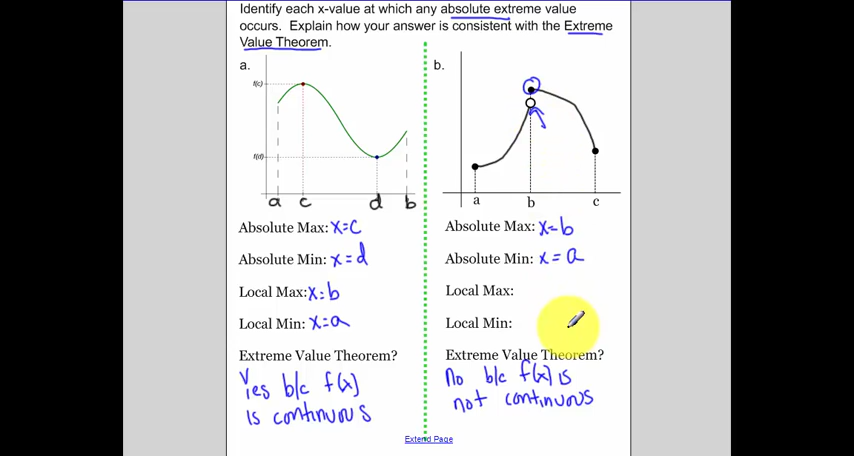 Identify each x-value at which any absolute extreme value
occurs. Explain how your answer is consistent with the Extreme
Value Theorem.
a.
f(c)
f(d)
a c d b
Absolute Max: x=c
Absolute Min: x=d
Local Max: x=b
Local Min: x=a
Extreme Value Theorem?
Yes b/c f(x)
is continuous
b.
a b c
Absolute Max: x=b
Absolute Min: x=a
Local Max:
Local Min:
Extreme Value Theorem?
No b/c f(x) is
not continuous
Extend Page